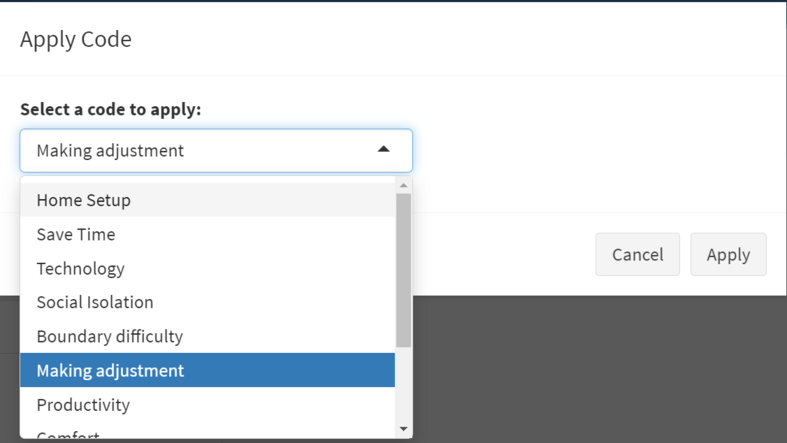 Apply Code
Select a code to apply:
Making adjustment
Home Setup
Save Time
Technology
Social Isolation
Boundary difficulty
Making adjustment
Productivity
Comfort
Cancel
Apply